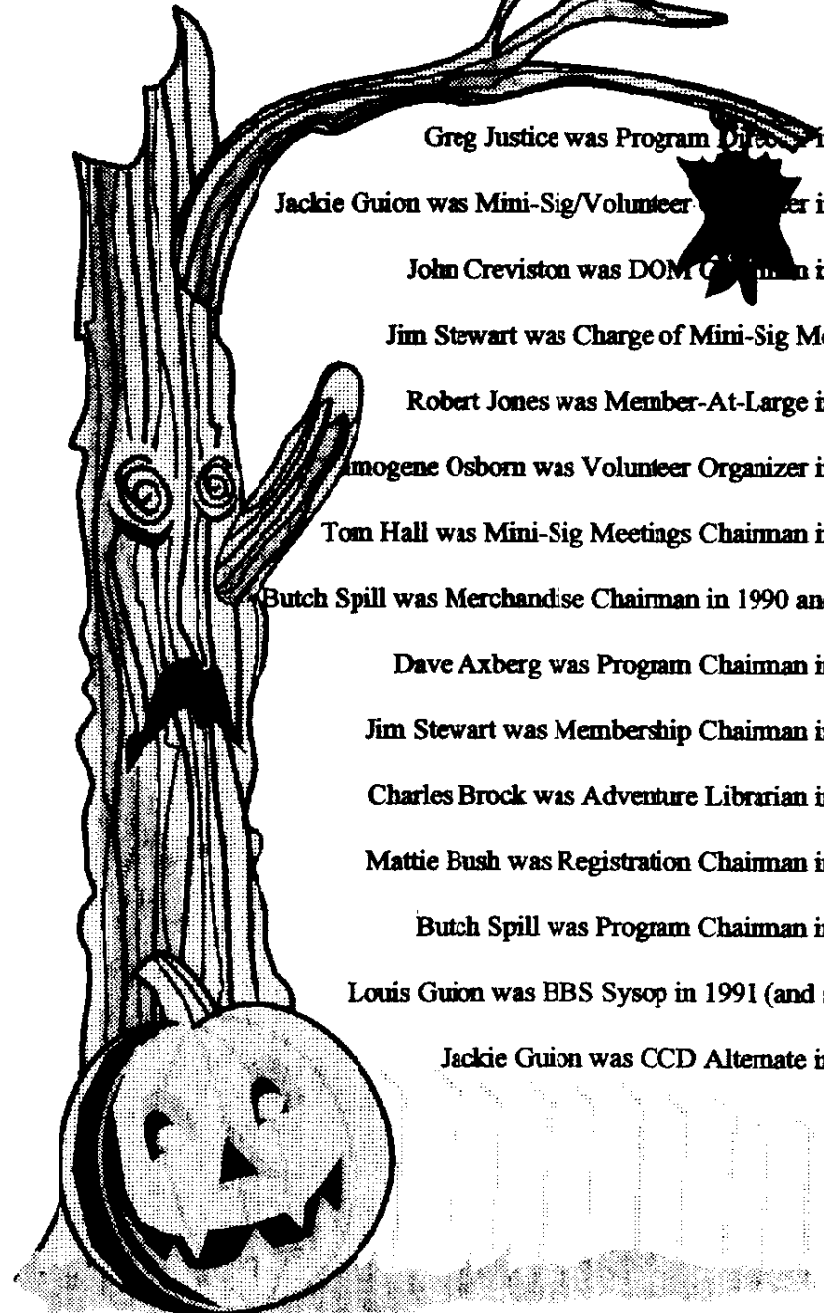 Greg Justice was Program
Jackie Guion was Mini-Sig/Volunteer
John Creviston was DOM
Jim Stewart was Charge of Mini-Sig
Robert Jones was Member-At-Large
Imogene Osborn was Volunteer Organizer
Tom Hall was Mini-Sig Meetings Chairman
Butch Spill was Merchandise Chairman in 1990 and
Dave Axberg was Program Chairman
Jim Stewart was Membership Chairman
Charles Brock was Adventure Librarian
Mattie Bush was Registration Chairman
Butch Spill was Program Chairman
Louis Guion was BBS Sysop in 1991 (and
Jackie Guion was CCD Alternate